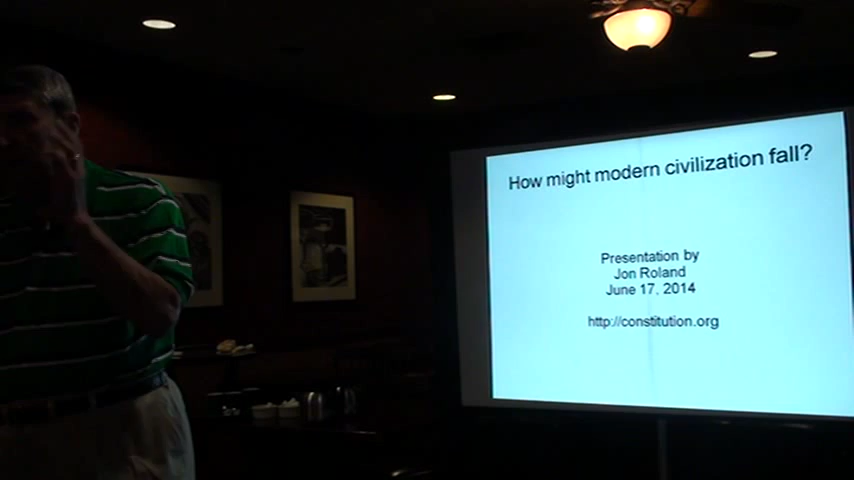 How might modern civilization fall?
Presentation by
Jon Roland
June 17, 2014
http://constitution.org